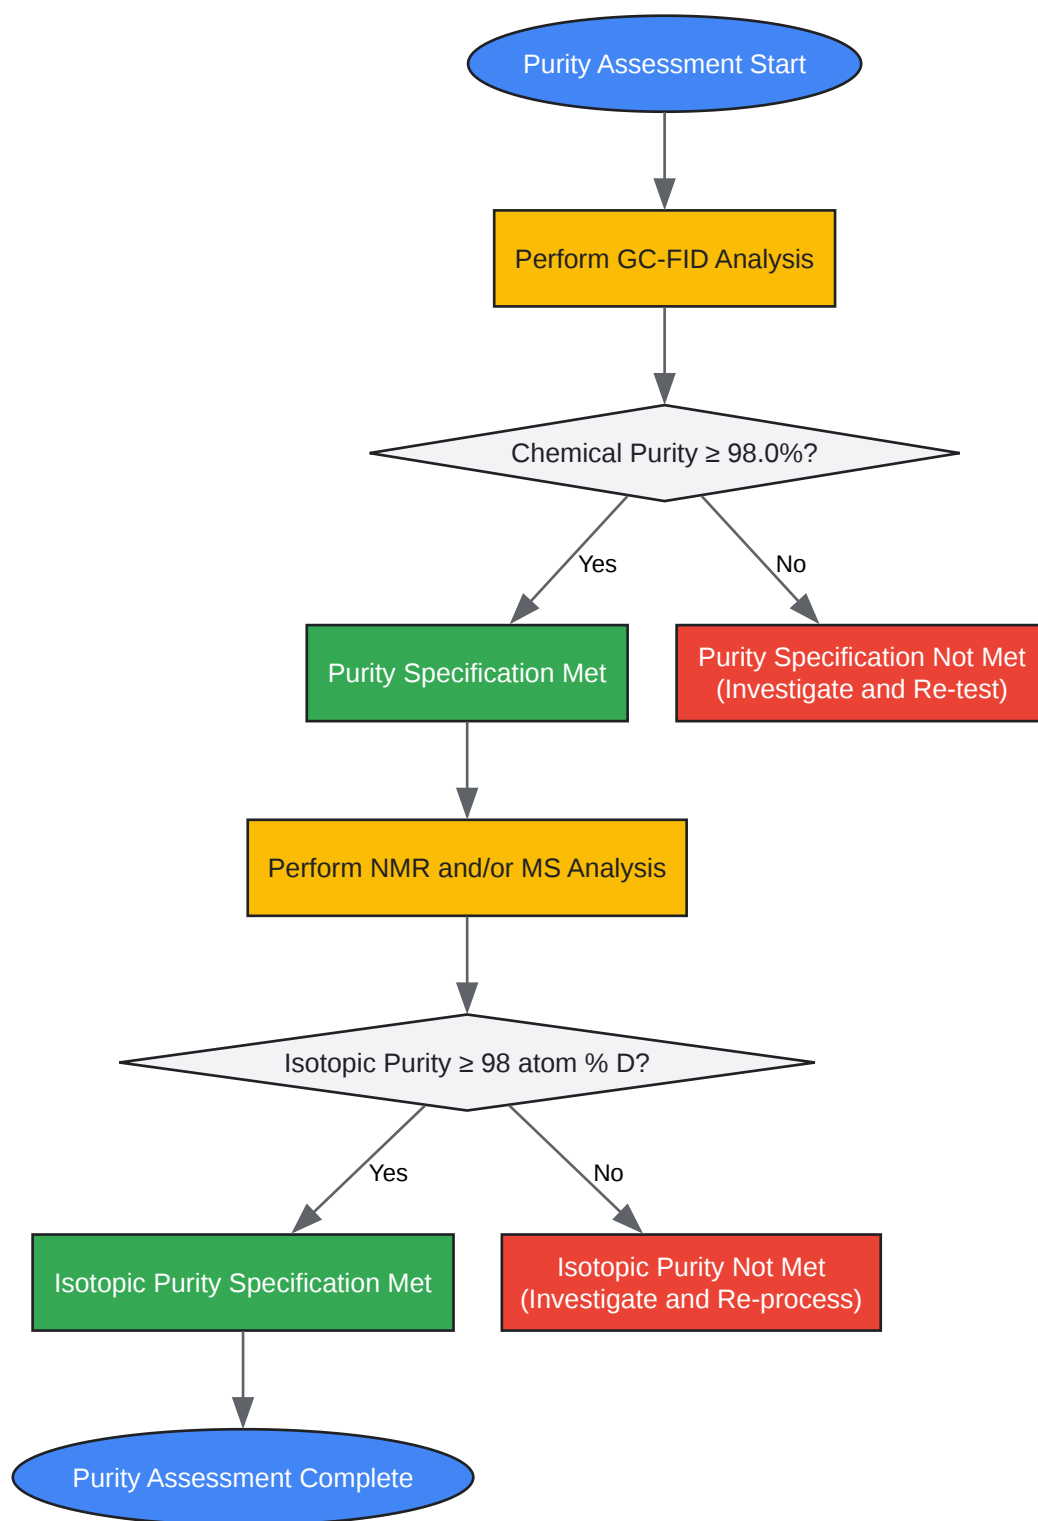 Purity Assessment Start
Perform GC-FID Analysis
Chemical Purity ≥ 98.0%?
Yes
No
Purity Specification Met
Purity Specification Not Met
(Investigate and Re-test)
Perform NMR and/or MS Analysis
Isotopic Purity ≥ 98 atom % D?
Yes
No
Isotopic Purity Specification Met
Isotopic Purity Not Met
(Investigate and Re-process)
Purity Assessment Complete